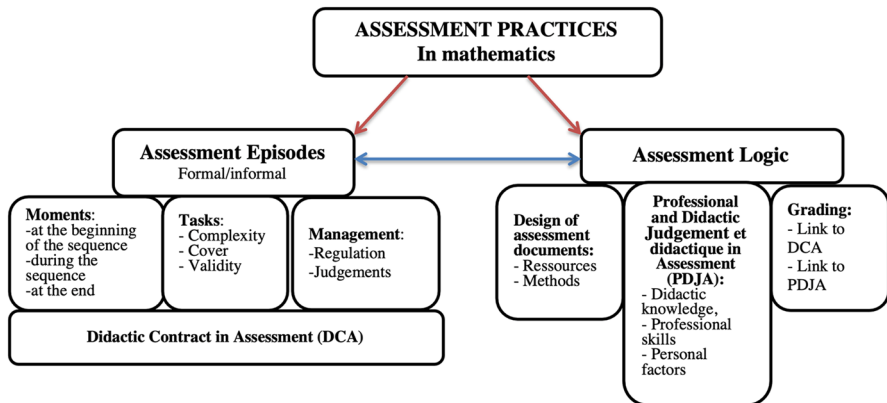 ASSESSMENT PRACTICES
In mathematics
Assessment Episodes
Formal/informal
Moments:
-at the beginning
of the sequence
-during the
sequence
-at the end
Tasks:
- Complexity
- Cover
- Validity
Management:
-Regulation
-Judgements
Didactic Contract in Assessment (DCA)
Assessment Logic
Design of
assessment
documents:
- Ressources
- Methods
Professional
and Didactic
Judgement et
didactique in
Assessment
(PDJA):
- Didactic
knowledge,
- Professional
skills
- Personal
factors
Grading:
- Link to
DCA
- Link to
PDJA